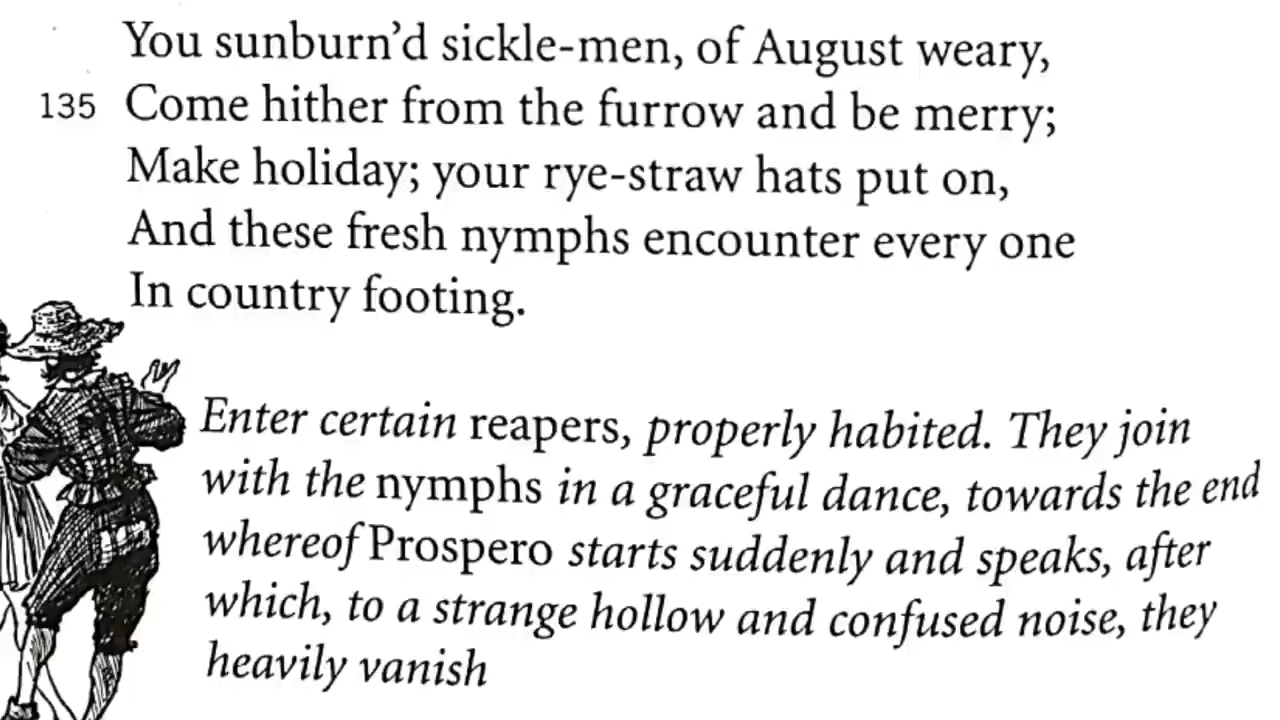 You sunburn’d sickle-men, of August weary,
135 Come hither from the furrow and be merry;
Make holiday; your rye-straw hats put on,
And these fresh nymphs encounter every one
In country footing.
Enter certain reapers, properly habited. They join
with the nymphs in a graceful dance, towards the end
whereof Prospero starts suddenly and speaks, after
which, to a strange hollow and confused noise, they
heavily vanish